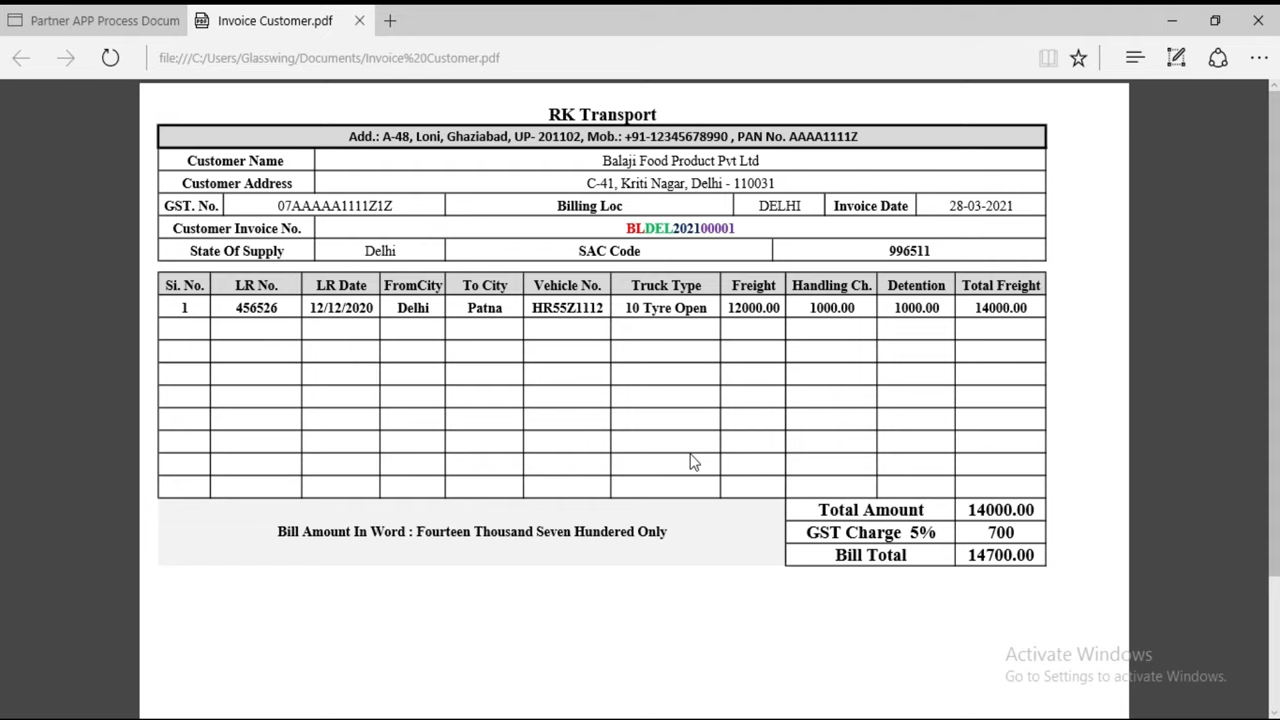 Partner APP Process Docum
Invoice Customer.pdf
file:///C:/Users/Glasswing/Documents/Invoice%20Customer.pdf
RK Transport
Add.: A-48, Loni, Ghaziabad, UP- 201102, Mob.: +91-12345678990 , PAN No. AAAA1111Z
Customer Name Balaji Food Product Pvt Ltd
Customer Address C-41, Kriti Nagar, Delhi - 110031
GST. No. 07AAAAA1111Z1Z Billing Loc DELHI Invoice Date 28-03-2021
Customer Invoice No. BLDEL202100001
State Of Supply Delhi SAC Code 996511
Si. No. LR No. LR Date FromCity To City Vehicle No. Truck Type Freight Handling Ch. Detention Total Freight
1 456526 12/12/2020 Delhi Patna HR55Z1112 10 Tyre Open 12000.00 1000.00 1000.00 14000.00
Total Amount 14000.00
Bill Amount In Word : Fourteen Thousand Seven Hundered Only
GST Charge 5% 700
Bill Total 14700.00
Activate Windows
Go to Settings to activate Windows.